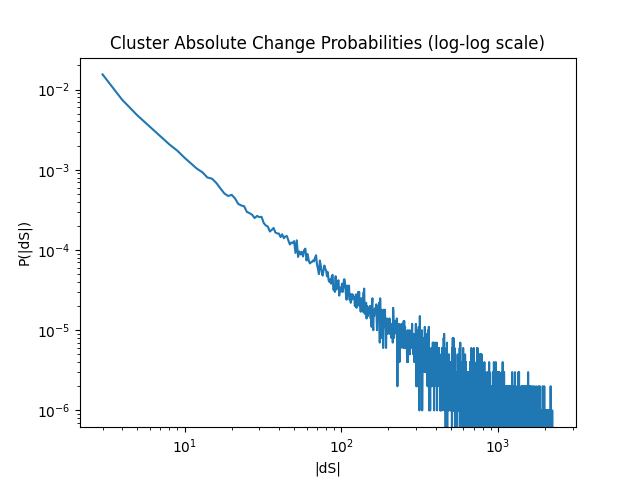 Cluster Absolute Change Probabilities (log-log scale)
10⁻²
10⁻³
10⁻⁴
10⁻⁵
10⁻⁶
P(|dS|)
10¹
10²
10³
|dS|